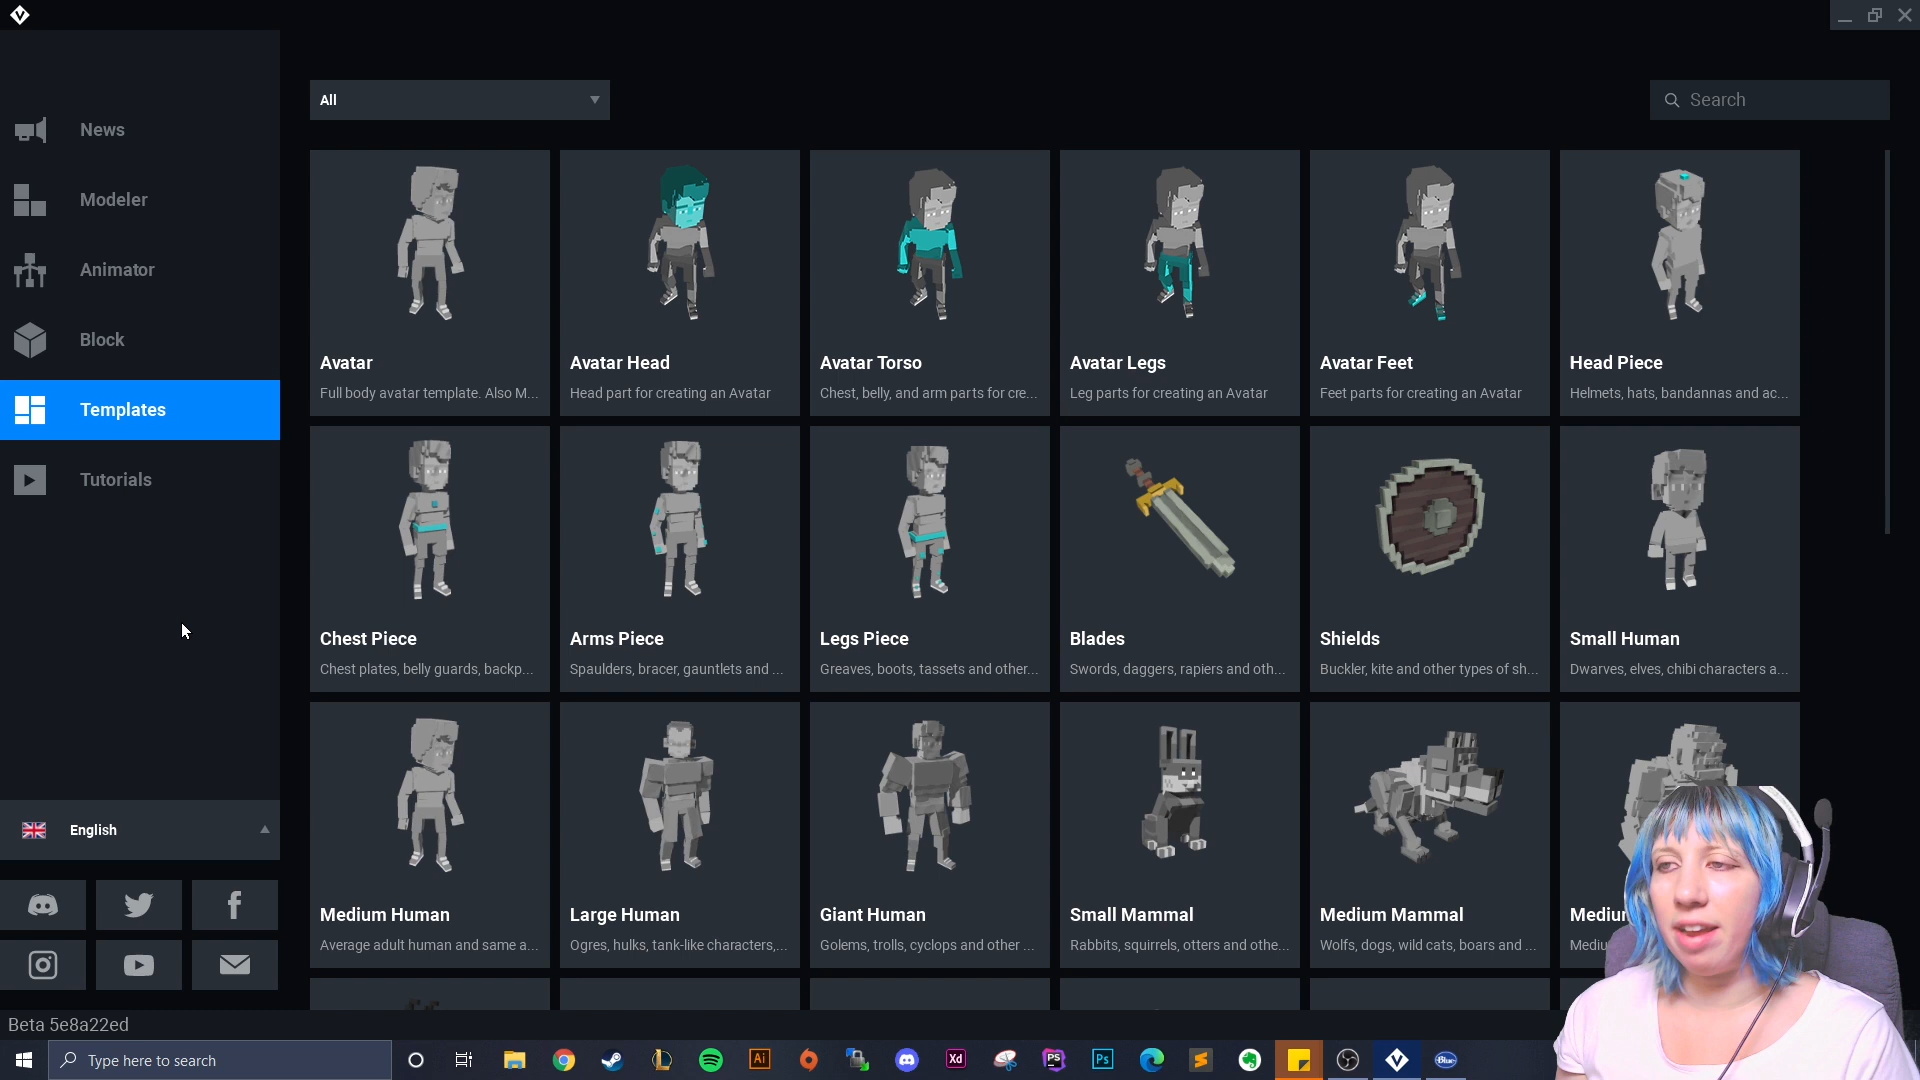 All
Search
News
Modeler
Animator
Block
Templates
Tutorials
Avatar
Full body avatar template. Also M...
Avatar Head
Head part for creating an Avatar
Avatar Torso
Chest, belly, and arm parts for cre...
Avatar Legs
Leg parts for creating an Avatar
Avatar Feet
Feet parts for creating an Avatar
Head Piece
Helmets, hats, bandannas and ac...
Chest Piece
Chest plates, belly guards, backp...
Arms Piece
Spaulders, bracer, gauntlets and ...
Legs Piece
Greaves, boots, tassets and other...
Blades
Swords, daggers, rapiers and oth...
Shields
Buckler, kite and other types of sh...
Small Human
Dwarves, elves, chibi characters a...
Medium Human
Average adult human and same a...
Large Human
Ogres, hulks, tank-like characters,...
Giant Human
Golems, trolls, cyclops and other ...
Small Mammal
Rabbits, squirrels, otters and othe...
Medium Mammal
Wolfs, dogs, wild cats, boars and ...
English
Beta 5e8a22ed
Type here to search
Ai
Xd
PS
Ps
Blue